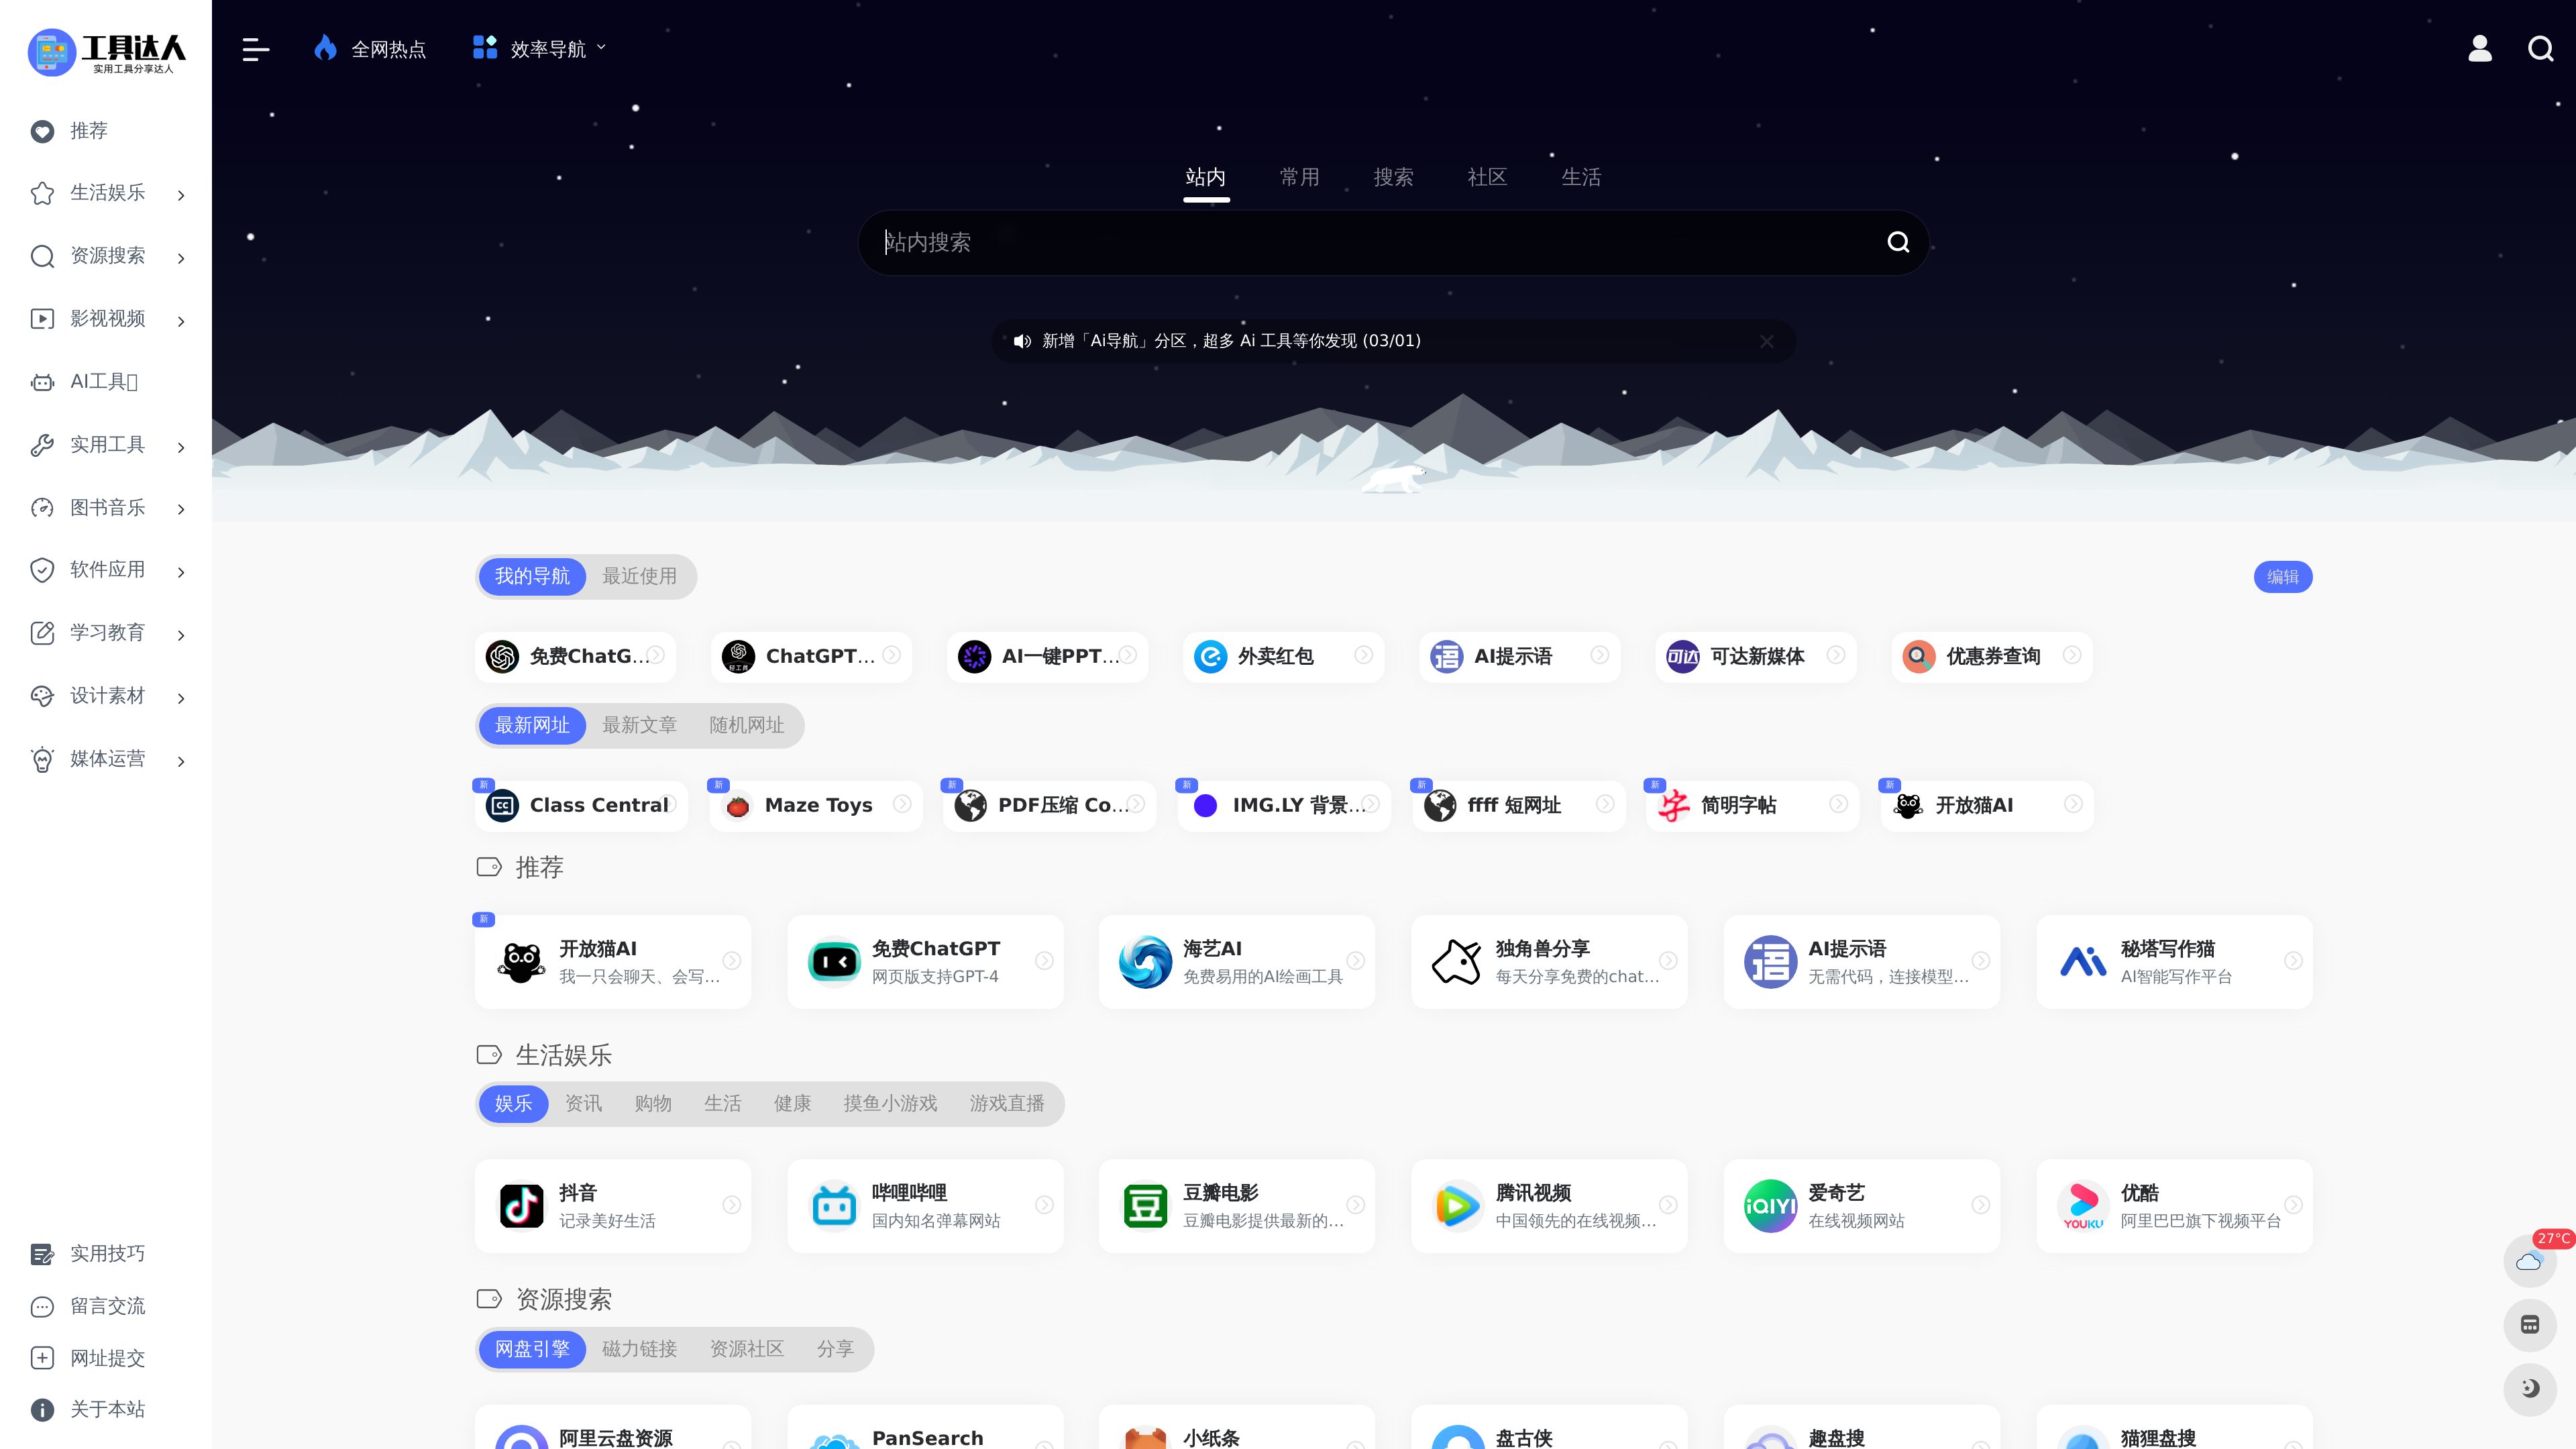 工具达人
实用工具分享达人
全网热点
效率导航
推荐
生活娱乐
资源搜索
影视视频
AI工具
实用工具
图书音乐
软件应用
学习教育
设计素材
媒体运营
实用技巧
留言交流
网址提交
关于本站
站内 常用 搜索 社区 生活
站内搜索
新增「Ai导航」分区，超多 Ai 工具等你发现 (03/01)
我的导航 最近使用
编辑
免费ChatG...
轻工具
ChatGPT...
AI一键PPT...
外卖红包
语
AI提示语
可达
可达新媒体
优惠券查询
最新网址 最新文章 随机网址
新 新 新 新 新 新 新
CC
Class Central
Maze Toys
PDF压缩 Co...
IMG.LY 背景...
ffff 短网址
字
简明字帖
开放猫AI
推荐
新
开放猫AI
我一只会聊天、会写...
免费ChatGPT
网页版支持GPT-4
海艺AI
免费易用的AI绘画工具
独角兽分享
每天分享免费的chat...
语
AI提示语
无需代码，连接模型...
秘塔写作猫
AI智能写作平台
生活娱乐
娱乐 资讯 购物 生活 健康 摸鱼小游戏 游戏直播
抖音
记录美好生活
哔哩哔哩
国内知名弹幕网站
豆
豆瓣电影
豆瓣电影提供最新的...
腾讯视频
中国领先的在线视频...
iQIYI
爱奇艺
在线视频网站
YOUKU
优酷
阿里巴巴旗下视频平台
27°C
资源搜索
网盘引擎 磁力链接 资源社区 分享
阿里云盘资源
PanSearch
小纸条
盘古侠
趣盘搜
猫狸盘搜